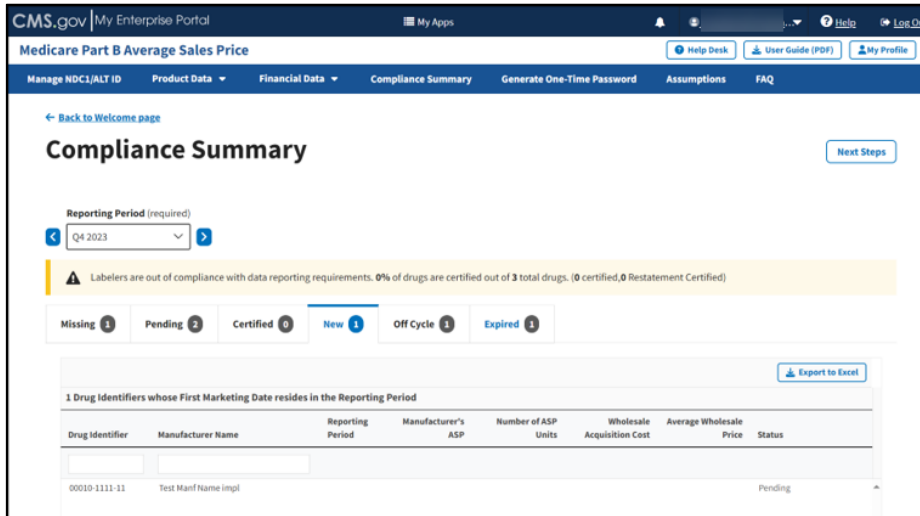 CMS.gov My Enterprise Portal My Apps ...▾ Help Log O
Medicare Part B Average Sales Price Help Desk User Guide (PDF) My Profile
Manage NDC1/ALT ID Product Data Financial Data Compliance Summary Generate One-Time Password Assumptions FAQ
← Back to Welcome page
Compliance Summary Next Steps
Reporting Period (required)
Q4 2023
Labelers are out of compliance with data reporting requirements. 0% of drugs are certified out of 3 total drugs. (0 certified,0 Restatement Certified)
Missing 1 Pending 2 Certified 0 New 1 Off Cycle 1 Expired 1
Export to Excel
1 Drug Identifiers whose First Marketing Date resides in the Reporting Period
Reporting Manufacturer's Number of ASP Wholesale Average Wholesale
Drug Identifier Manufacturer Name Period ASP Units Acquisition Cost Price Status
00010-1111-11 Test Manf Name impl Pending